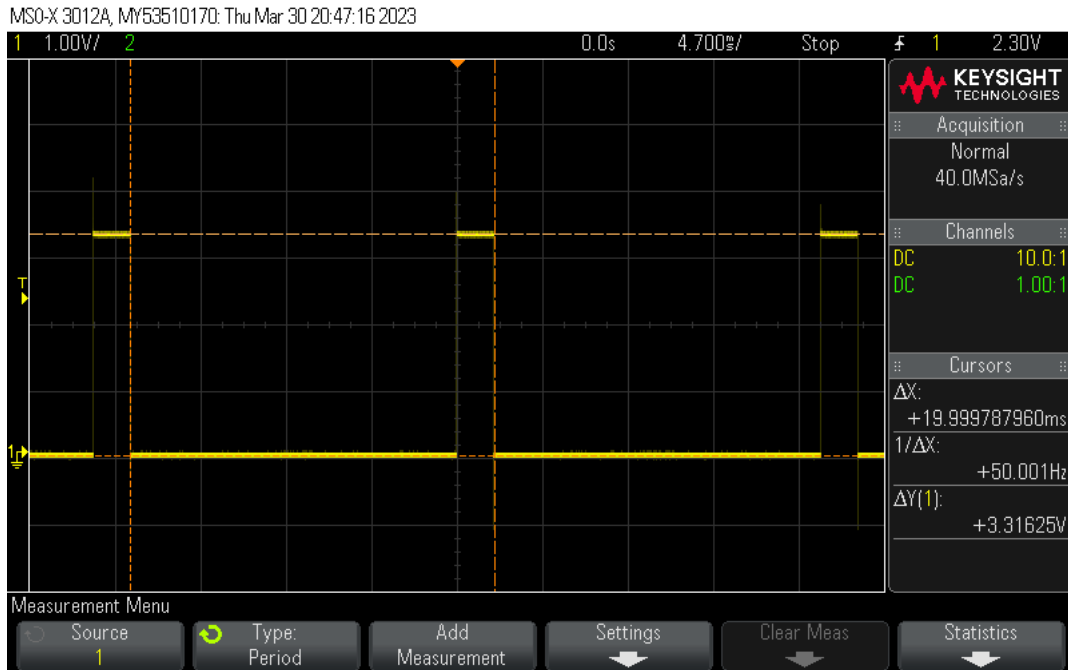 MSO-X 3012A, MY53510170: Thu Mar 30 20:47:16 2023
1 1.00V/ 2 0.0s 4.700ms/ Stop 1 2.30V
KEYSIGHT
TECHNOLOGIES
Acquisition
Normal
40.0MSa/s
Channels
DC 10.0:1
DC 1.00:1
Cursors
ΔX:
+19.999787960ms
1/ΔX:
+50.001Hz
ΔY(1):
+3.31625V
T
1
Measurement Menu
Source
1
Type:
Period
Add
Measurement
Settings
Clear Meas
Statistics